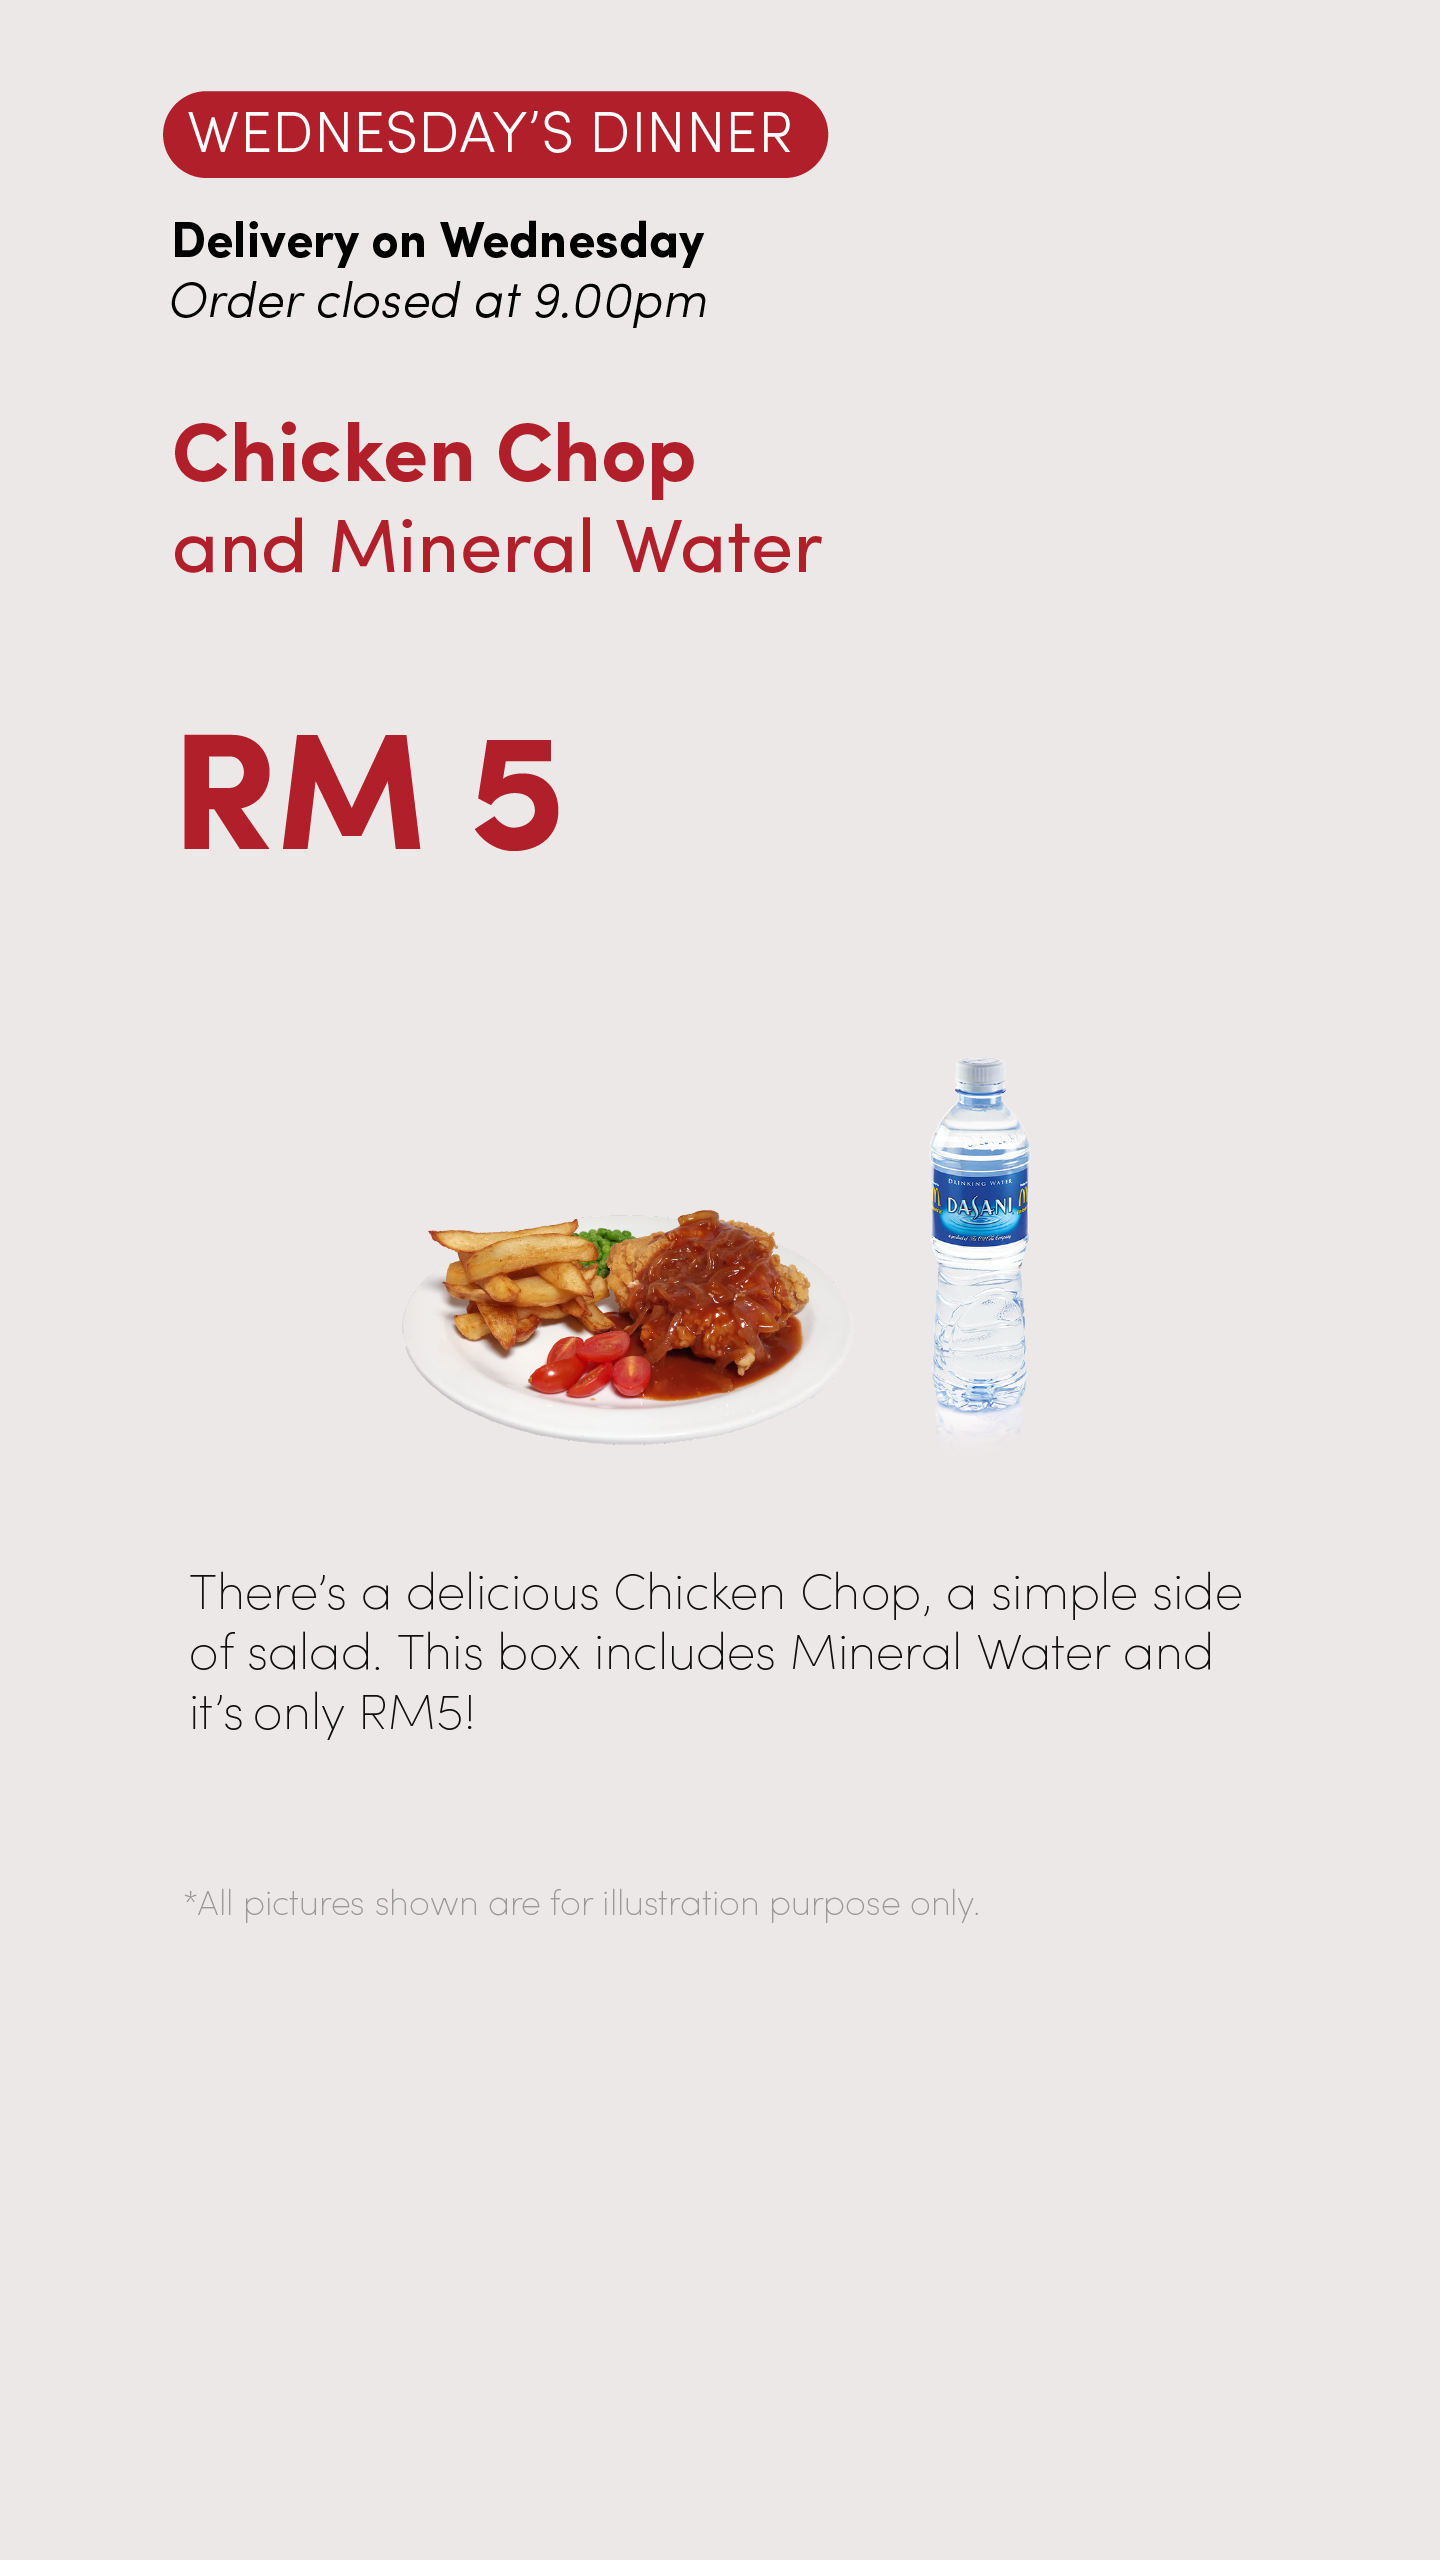 WEDNESDAY’S DINNER
Delivery on Wednesday
Order closed at 9.00pm
Chicken Chop
and Mineral Water
RM 5
DRINKING WATER
DASANI
There’s a delicious Chicken Chop, a simple side
of salad. This box includes Mineral Water and
it’s only RM5!
*All pictures shown are for illustration purpose only.